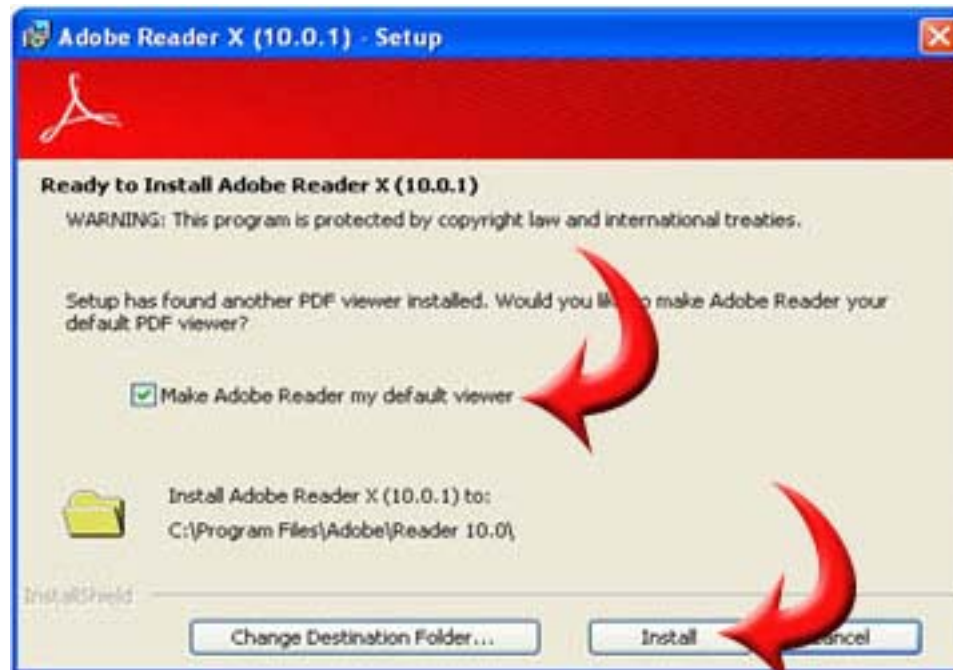 Adobe Reader X (10.0.1) - Setup
Ready to Install Adobe Reader X (10.0.1)
WARNING: This program is protected by copyright law and international treaties.
Setup has found another PDF viewer installed. Would you like to make Adobe Reader your
default PDF viewer?
Make Adobe Reader my default viewer
Install Adobe Reader X (10.0.1) to:
C:\Program Files\Adobe\Reader 10.0\
InstallShield
Change Destination Folder...
Install
Cancel